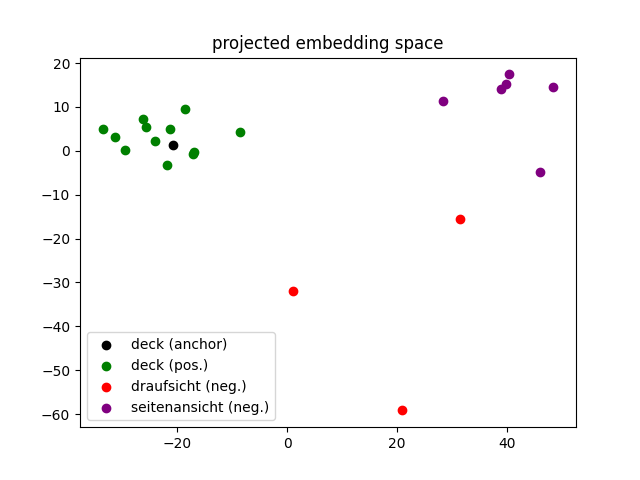 projected embedding space
20
10
0
−10
−20
−30
−40
−50
−60
deck (anchor)
deck (pos.)
draufsicht (neg.)
seitenansicht (neg.)
−20 0 20 40